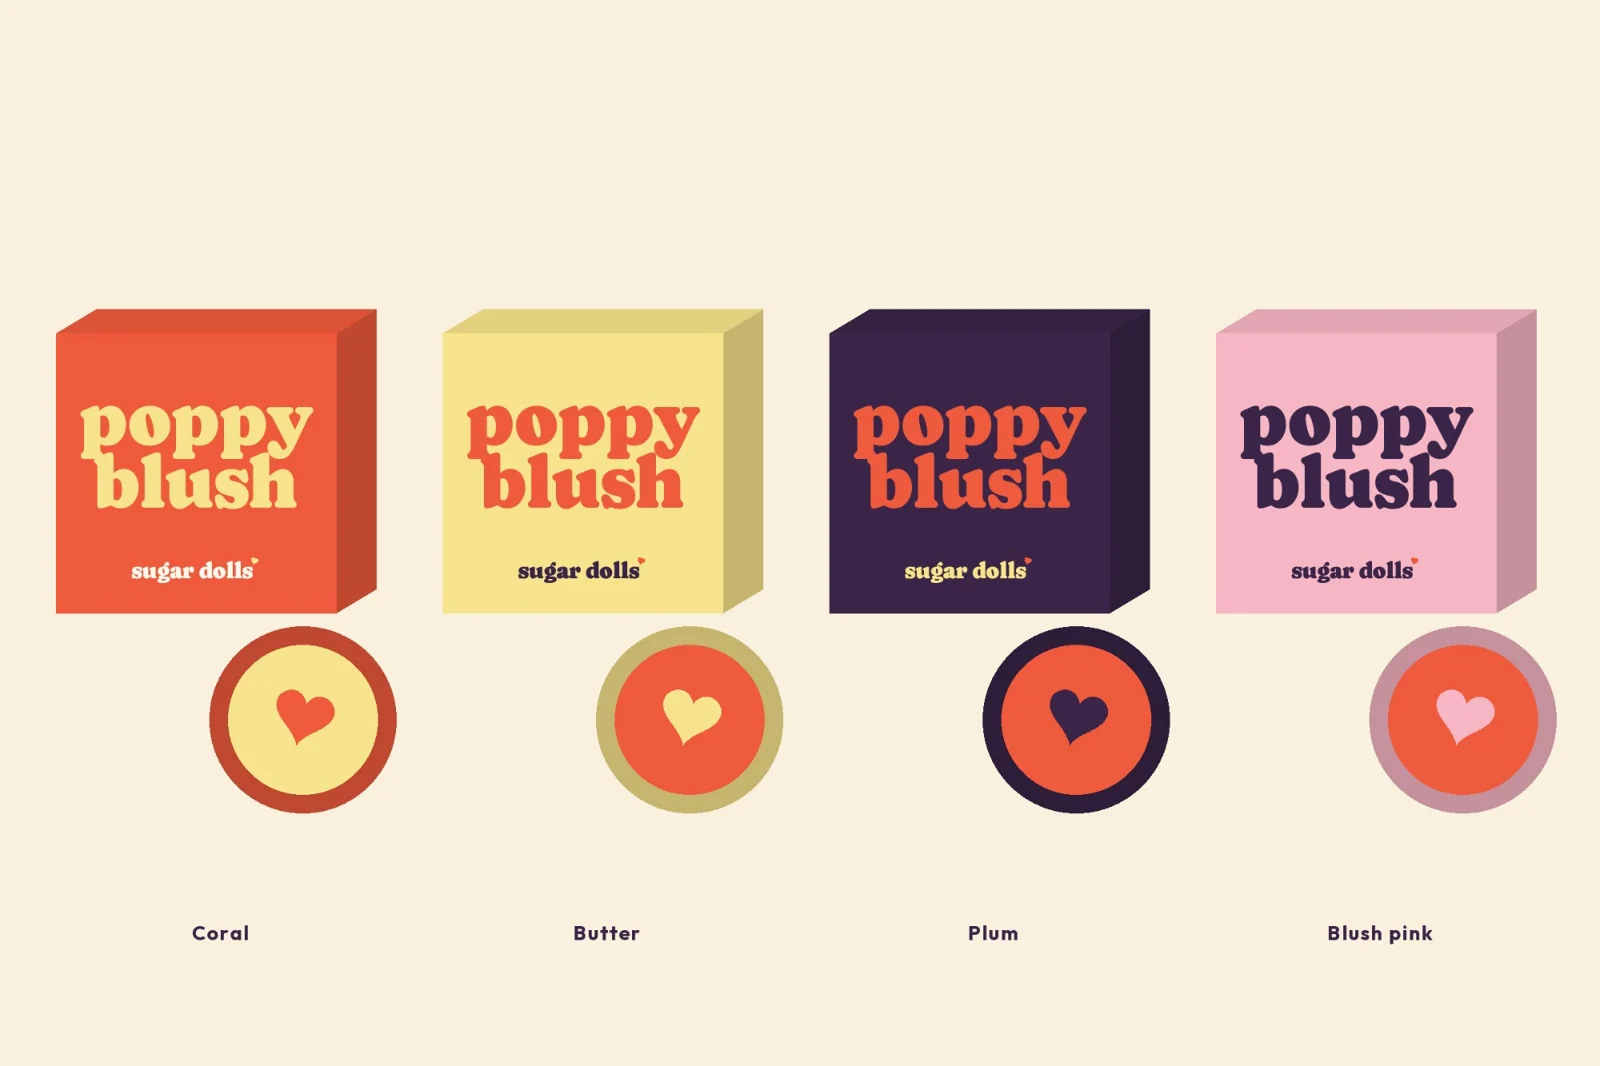 poppy
blush
sugar dolls
poppy
blush
sugar dolls
poppy
blush
sugar dolls
poppy
blush
sugar dolls
Coral
Butter
Plum
Blush pink